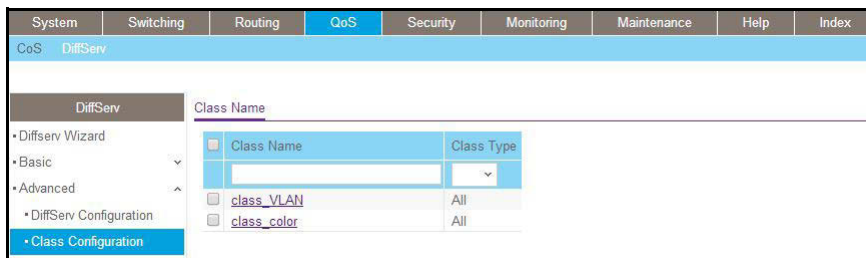 System Switching Routing QoS Security Monitoring Maintenance Help Index
CoS DiffServ
DiffServ
Class Name
Diffserv Wizard
Basic
Advanced
DiffServ Configuration
Class Configuration
Class Name Class Type
class_VLAN All
class_color All